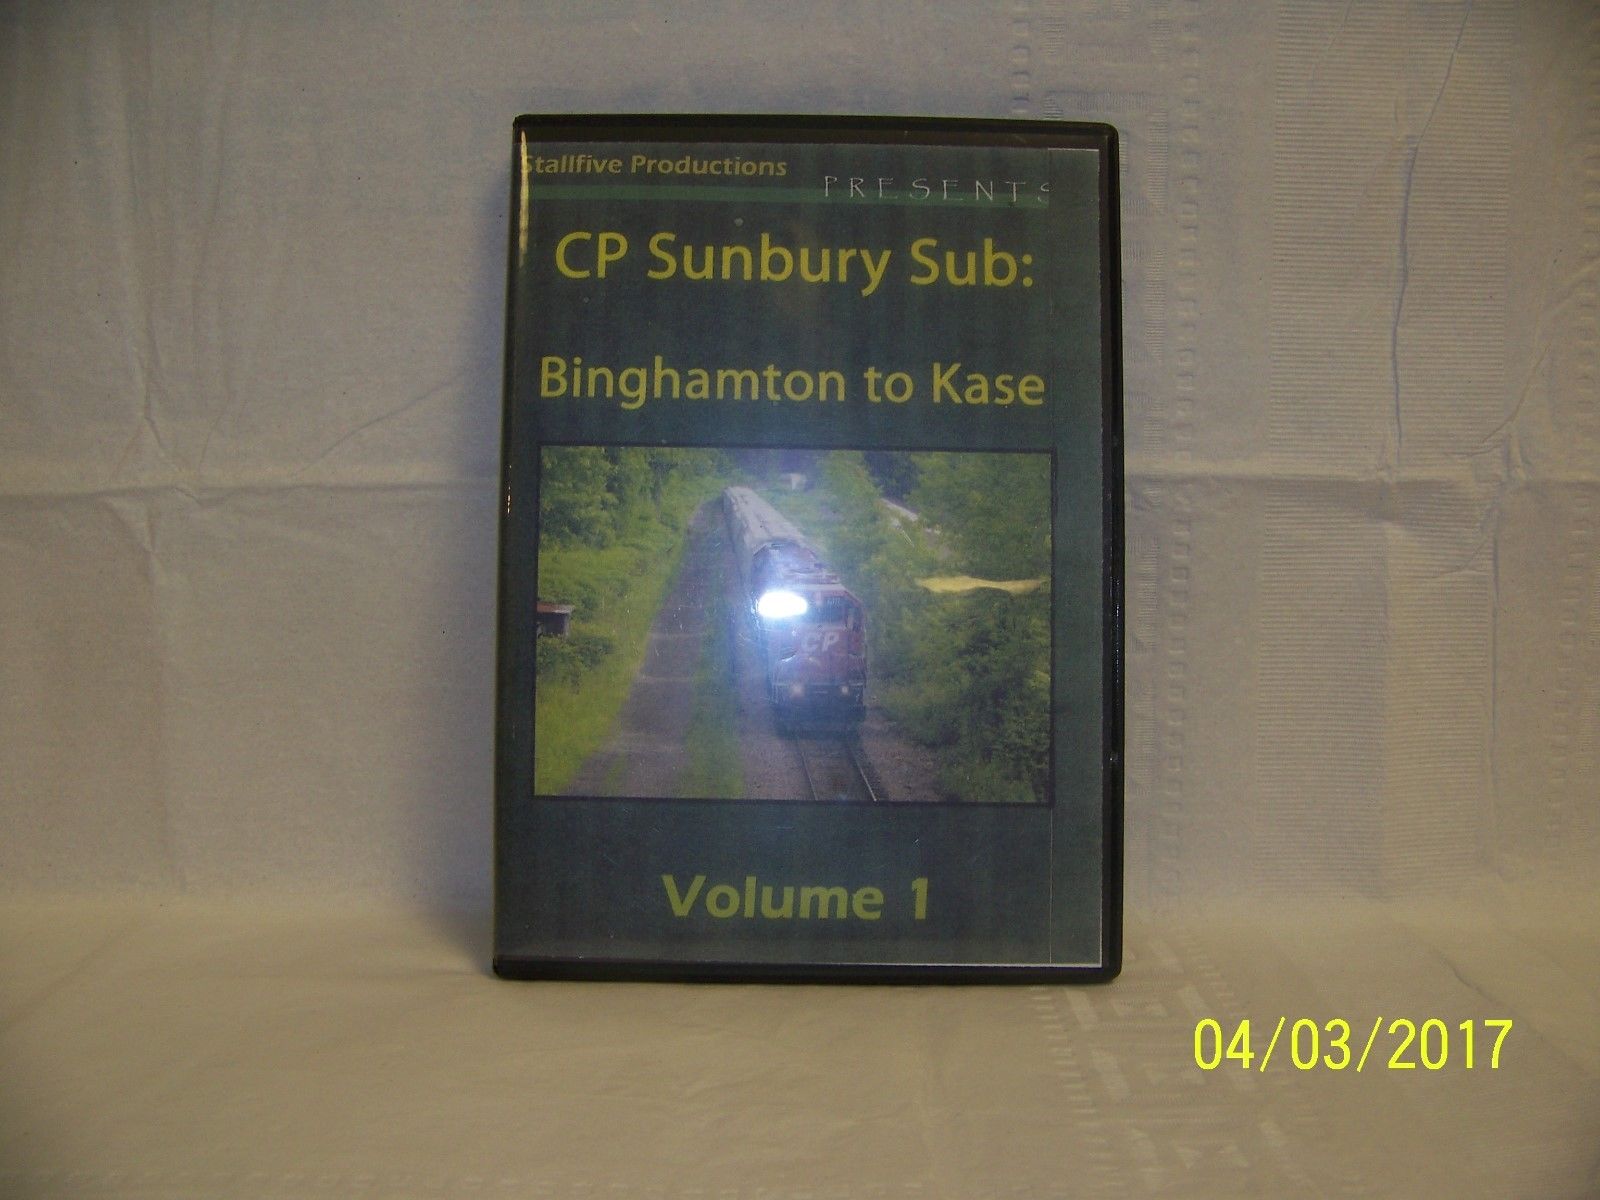 Stallfive Productions
PRESENTS
CP Sunbury Sub:
Binghamton to Kase
CP
Volume 1
04/03/2017